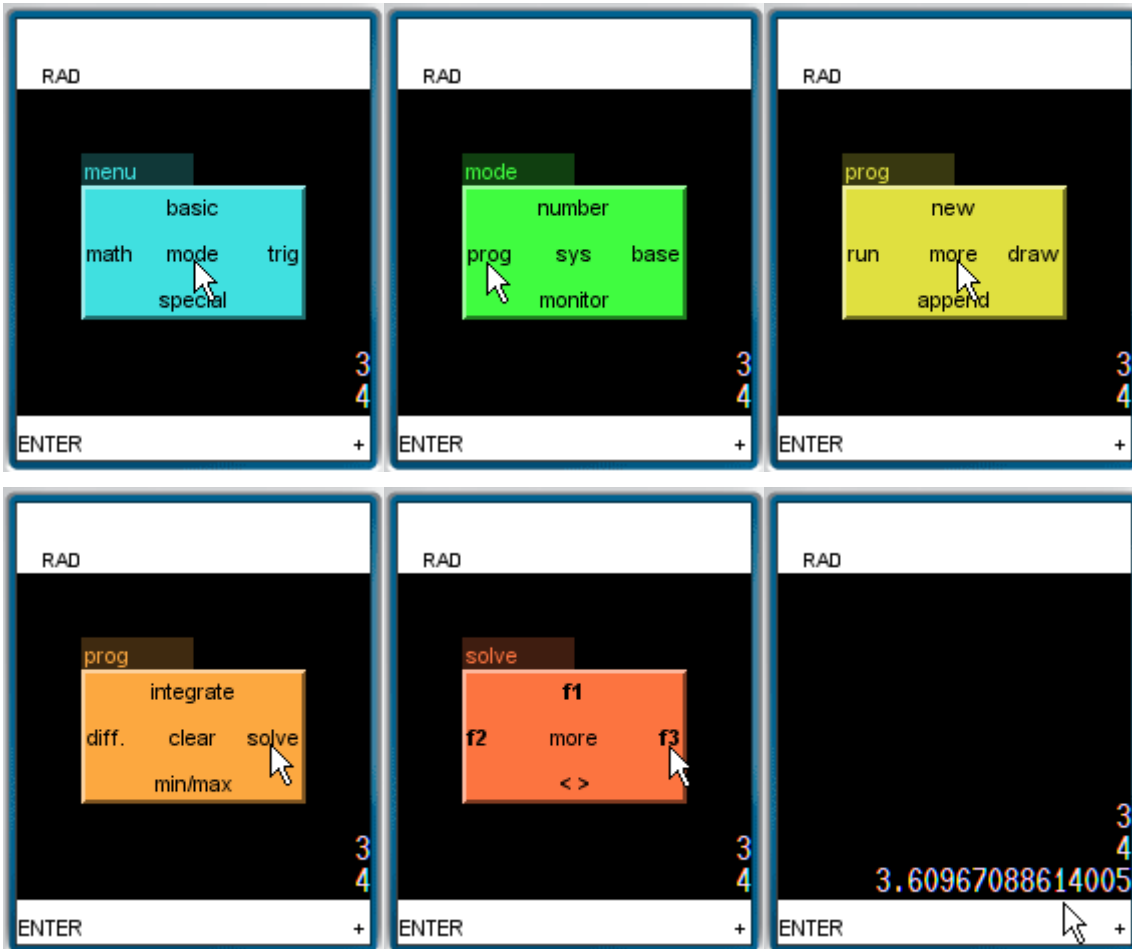 RAD
menu
basic
math mode trig
special
3
4
ENTER +
RAD
mode
number
prog sys base
monitor
3
4
ENTER +
RAD
prog
new
run more draw
append
3
4
ENTER +
RAD
prog
integrate
diff. clear solve
min/max
3
4
ENTER +
RAD
solve
f1
f2 more f3
< >
3
4
ENTER +
RAD
3
4
3.60967088614005
ENTER +